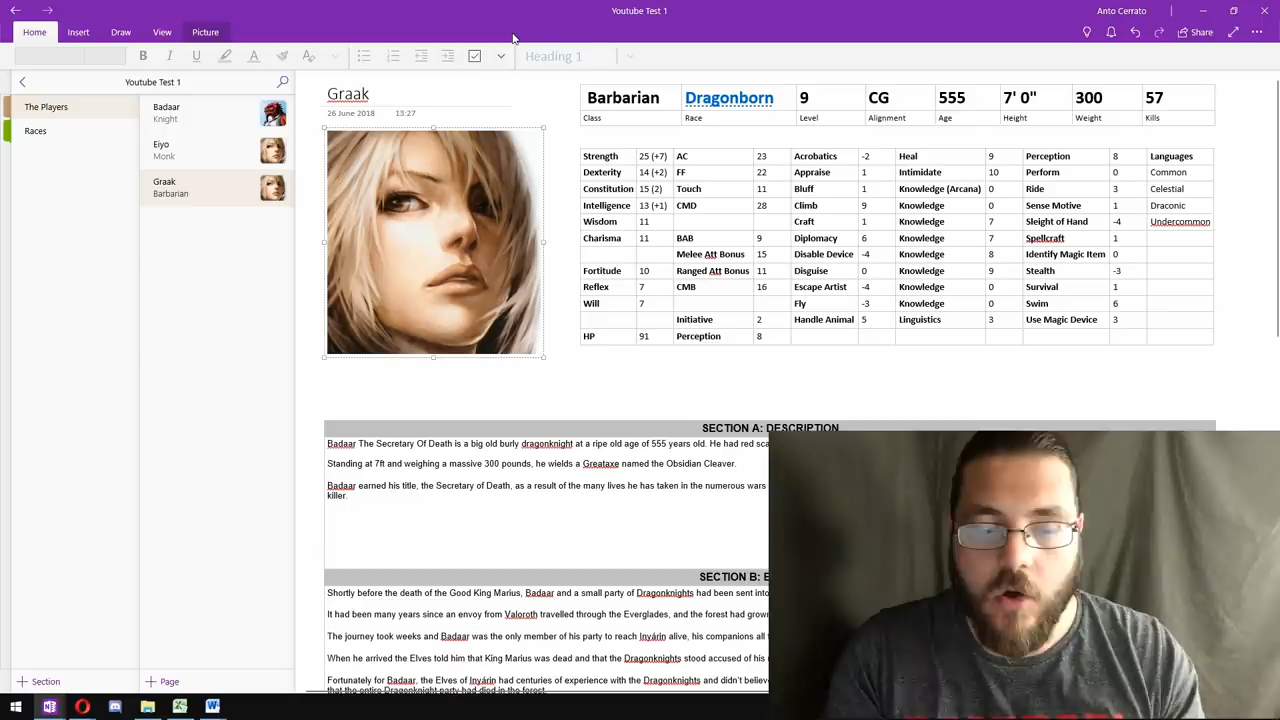 Youtube Test 1
Anto Cerrato
Home Insert Draw View Picture
Share
B I U A Heading 1
Youtube Test 1
The Players
Races
Badaar
Knight
Eiyo
Monk
Graak
Barbarian
Graak
26 June 2018 13:27
Barbarian Dragonborn 9 CG 555 7' 0" 300 57
Class Race Level Alignment Age Height Weight Kills
Strength 25 (+7) AC 23 Acrobatics -2 Heal 9 Perception 8 Languages
Dexterity 14 (+2) FF 22 Appraise 1 Intimidate 10 Perform 0 Common
Constitution 15 (2) Touch 11 Bluff 1 Knowledge (Arcana) 0 Ride 3 Celestial
Intelligence 13 (+1) CMD 28 Climb 9 Knowledge 0 Sense Motive 1 Draconic
Wisdom 11 Craft 1 Knowledge 7 Sleight of Hand -4 Undercommon
Charisma 11 BAB 9 Diplomacy 6 Knowledge 7 Spellcraft 1
Melee Att Bonus 15 Disable Device -4 Knowledge 8 Identify Magic Item 0
Fortitude 10 Ranged Att Bonus 11 Disguise 0 Knowledge 9 Stealth -3
Reflex 7 CMB 16 Escape Artist -4 Knowledge 0 Survival 1
Will 7 Fly -3 Knowledge 0 Swim 6
Initiative 2 Handle Animal 5 Linguistics 3 Use Magic Device 3
HP 91 Perception 8
SECTION A: DESCRIPTION
Badaar The Secretary Of Death is a big old burly dragonknight at a ripe old age of 555 years old. He had red sca
Standing at 7ft and weighing a massive 300 pounds, he wields a Greataxe named the Obsidian Cleaver.
Badaar earned his title, the Secretary of Death, as a result of the many lives he has taken in the numerous wars
killer.
SECTION B: E
Shortly before the death of the Good King Marius, Badaar and a small party of Dragonknights had been sent into
It had been many years since an envoy from Valoroth travelled through the Everglades, and the forest had grown
The journey took weeks and Badaar was the only member of his party to reach Inyárin alive, his companions all
When he arrived the Elves told him that King Marius was dead and that the Dragonknights stood accused of his
Fortunately for Badaar, the Elves of Inyárin had centuries of experience with the Dragonknights and didn't believe
that the entire Dragonknight party had died in the forest.
+ Section + Page